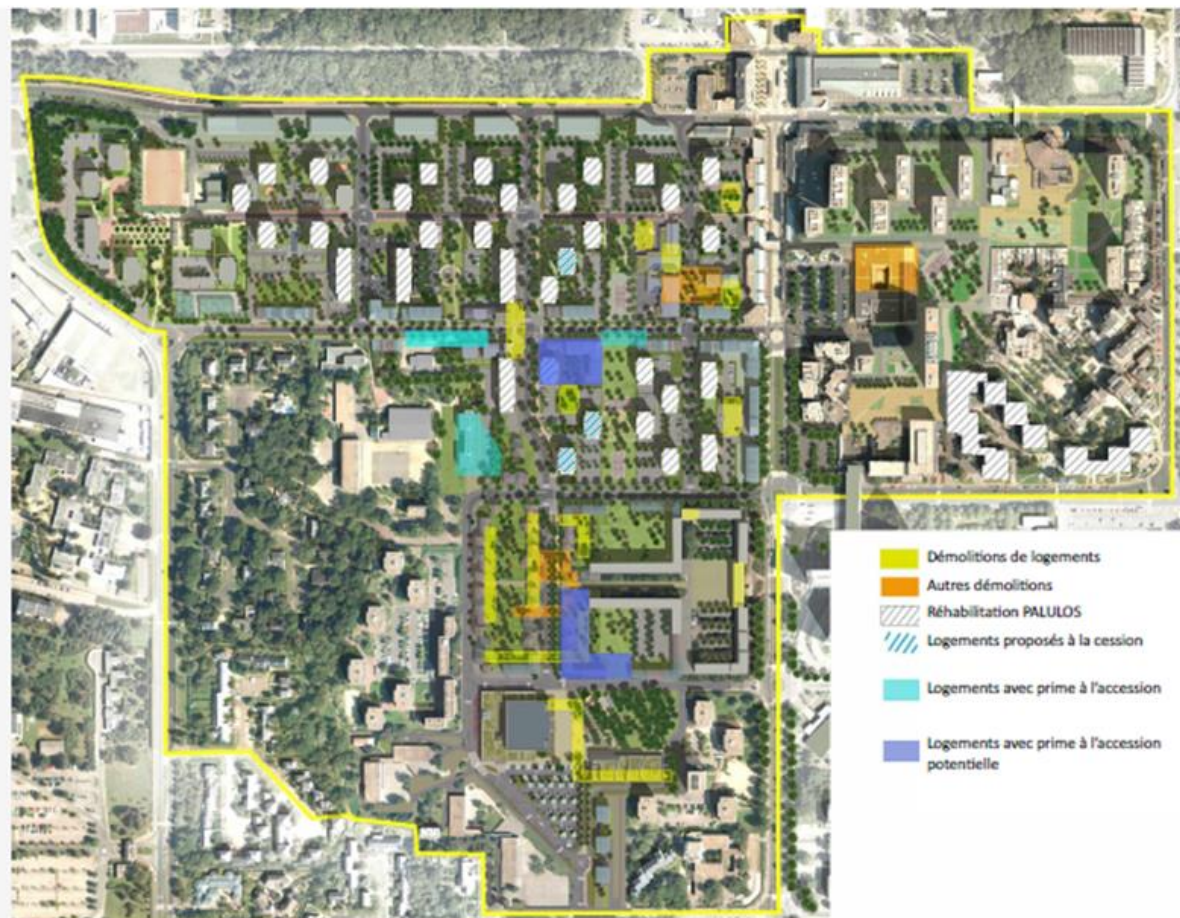 Démolitions de logements
Autres démolitions
Réhabilitation PALULOS
Logements proposés à la cession
Logements avec prime à l'accession
Logements avec prime à l'accession
potentielle